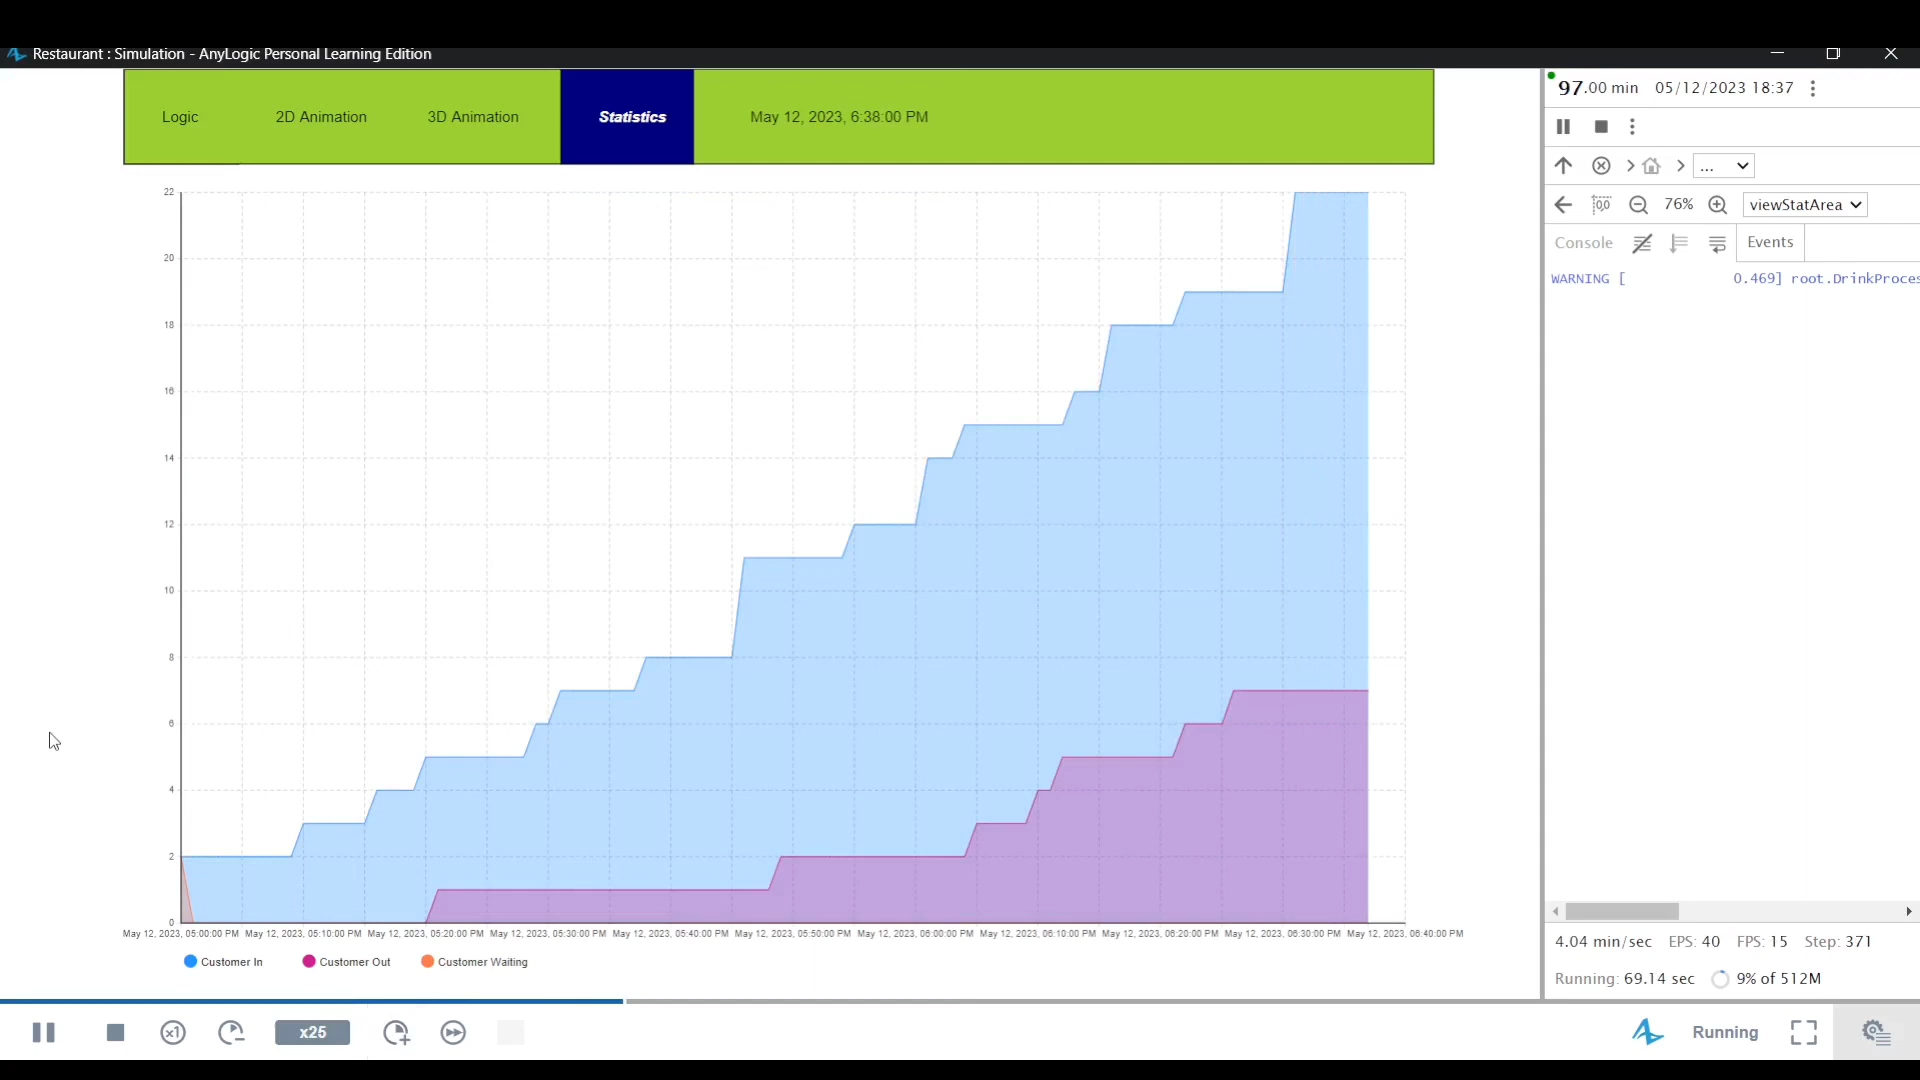 Restaurant : Simulation - AnyLogic Personal Learning Edition
Logic 2D Animation 3D Animation Statistics May 12, 2023, 6:38:00 PM
97.00 min 05/12/2023 18:37
...
0,0 76% viewStatArea
Console Events
WARNING [ 0.469] root.DrinkProces
22
20
18
16
14
12
10
8
6
4
2
0
May 12, 2023, 05:00:00 PM May 12, 2023, 05:10:00 PM May 12, 2023, 05:20:00 PM May 12, 2023, 05:30:00 PM May 12, 2023, 05:40:00 PM May 12, 2023, 05:50:00 PM May 12, 2023, 06:00:00 PM May 12, 2023, 06:10:00 PM May 12, 2023, 06:20:00 PM May 12, 2023, 06:30:00 PM May 12, 2023, 06:40:00 PM
Customer In Customer Out Customer Waiting
4.04 min/sec EPS: 40 FPS: 15 Step: 371
Running: 69.14 sec 9% of 512M
x1 x25 Running